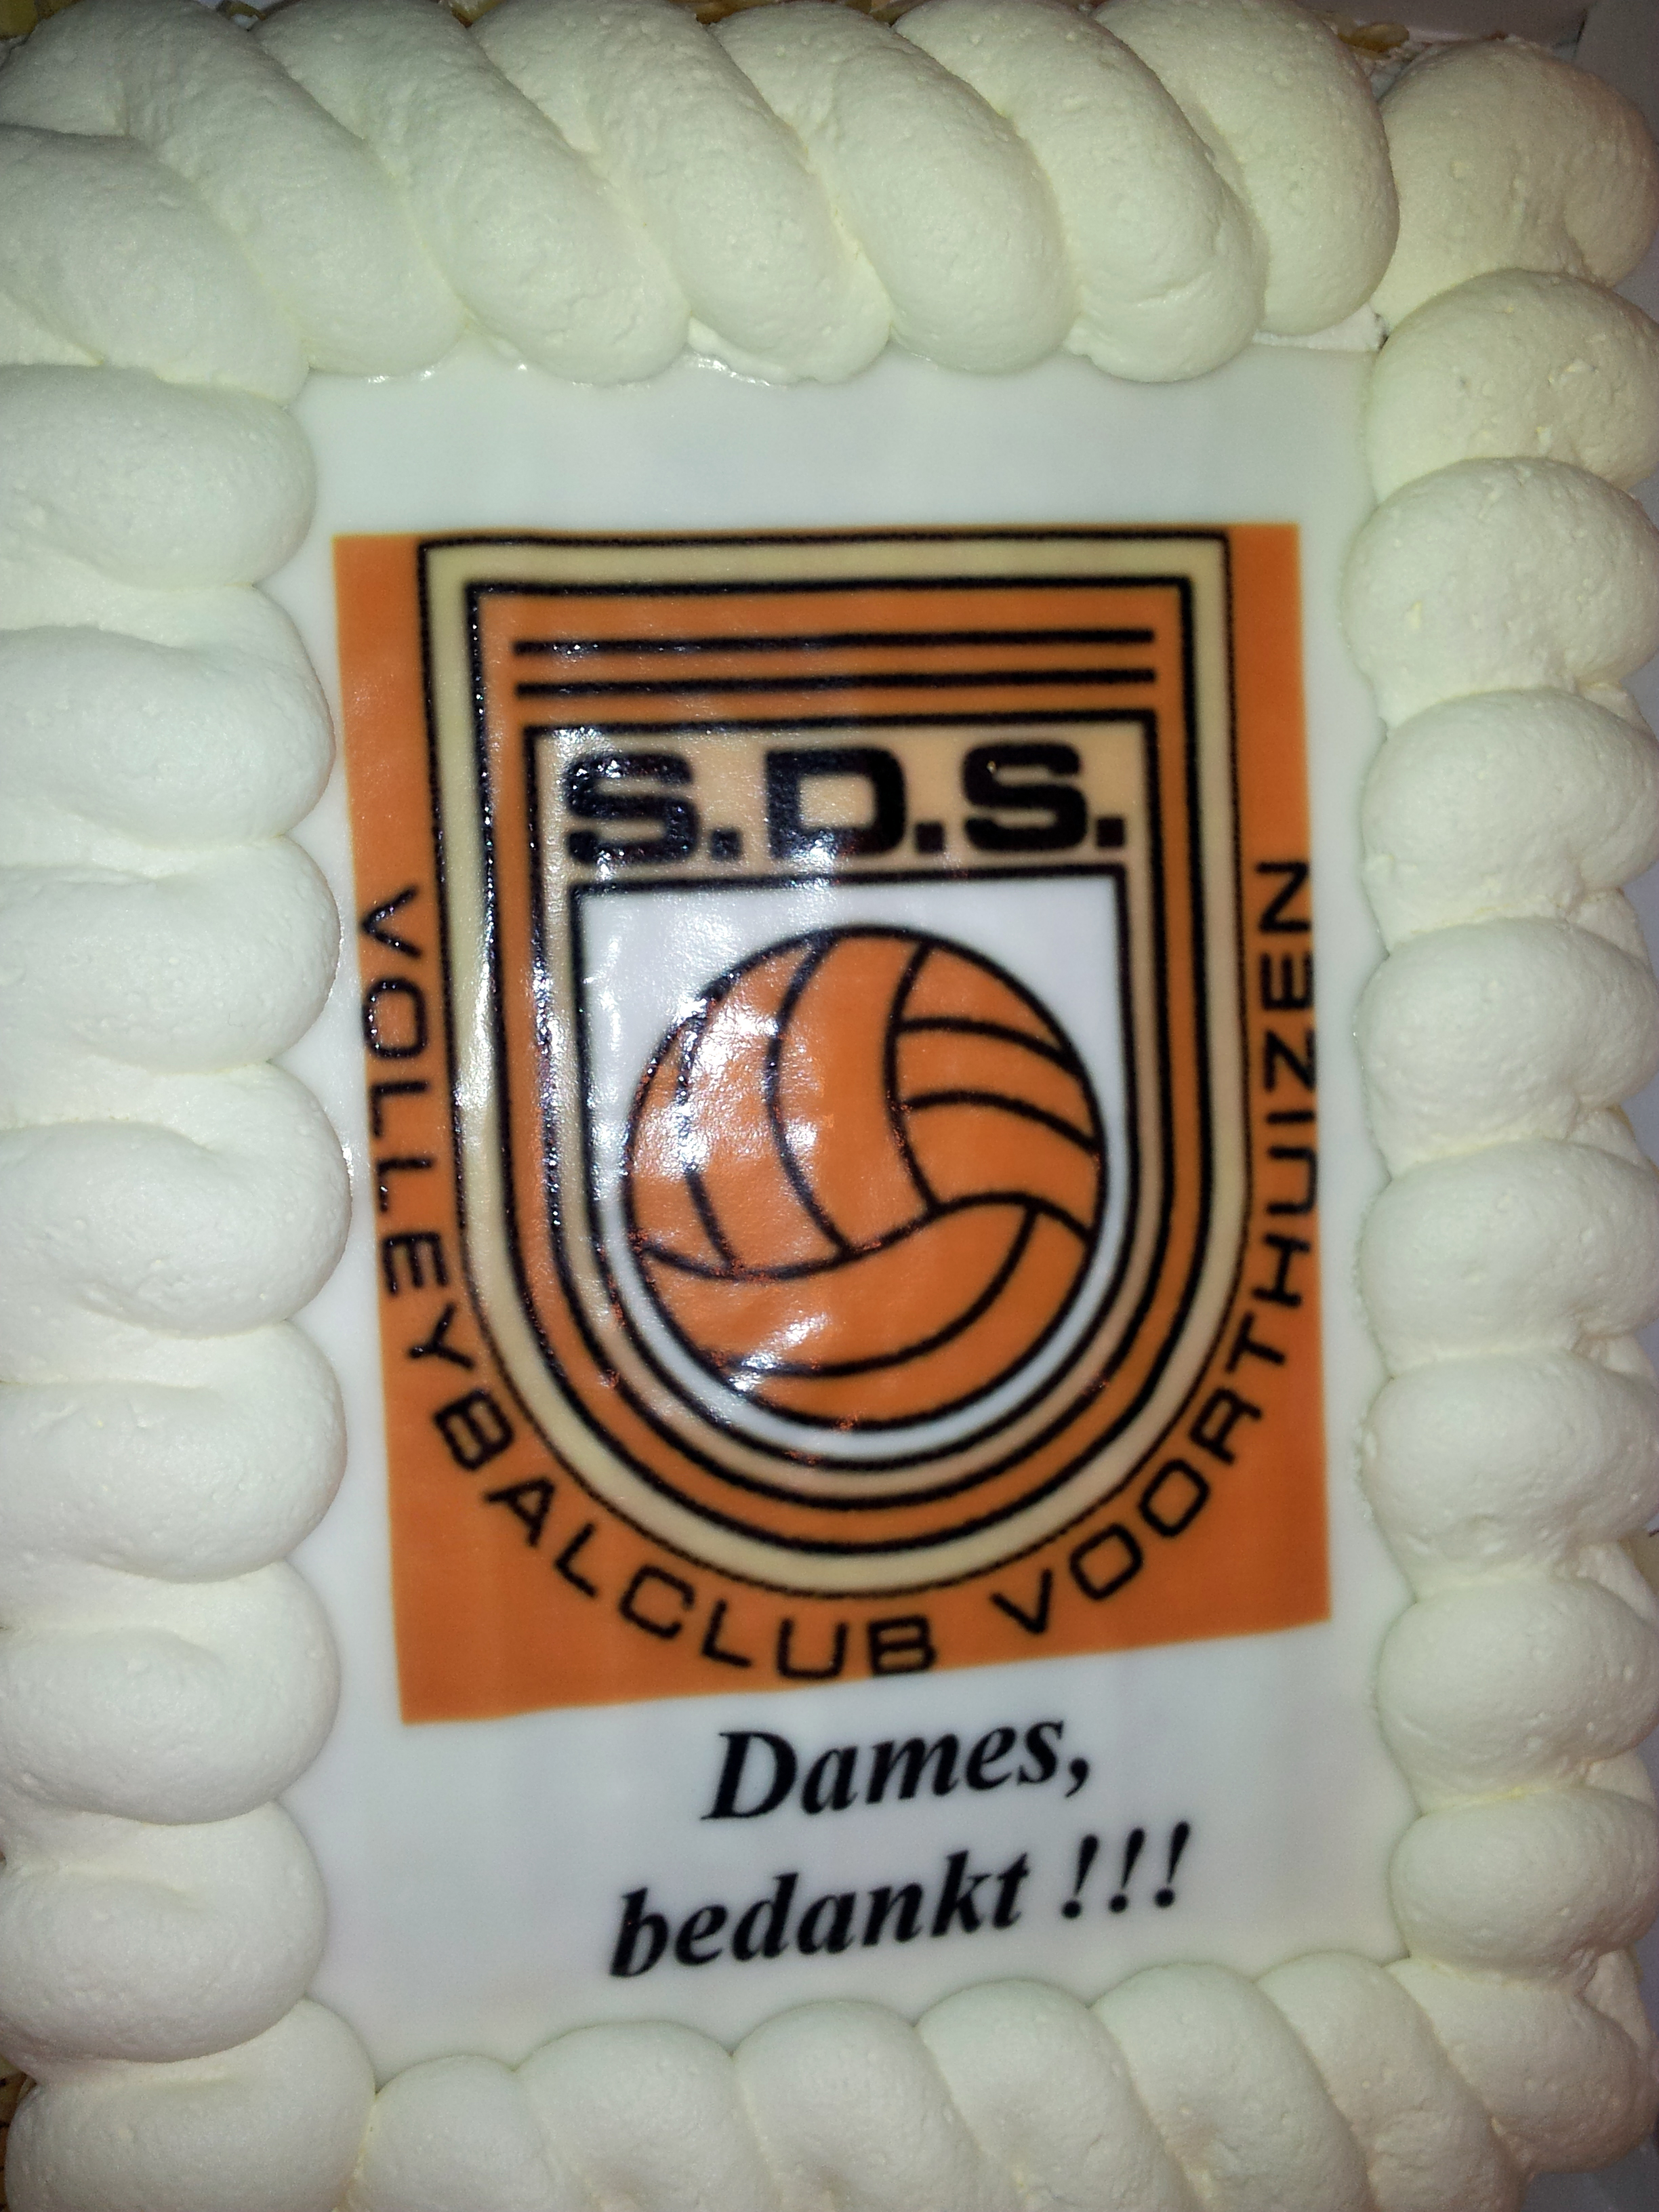 S.D.S.
VOLLEYBALCLUB VOORTHUIZEN
Dames,
bedankt !!!